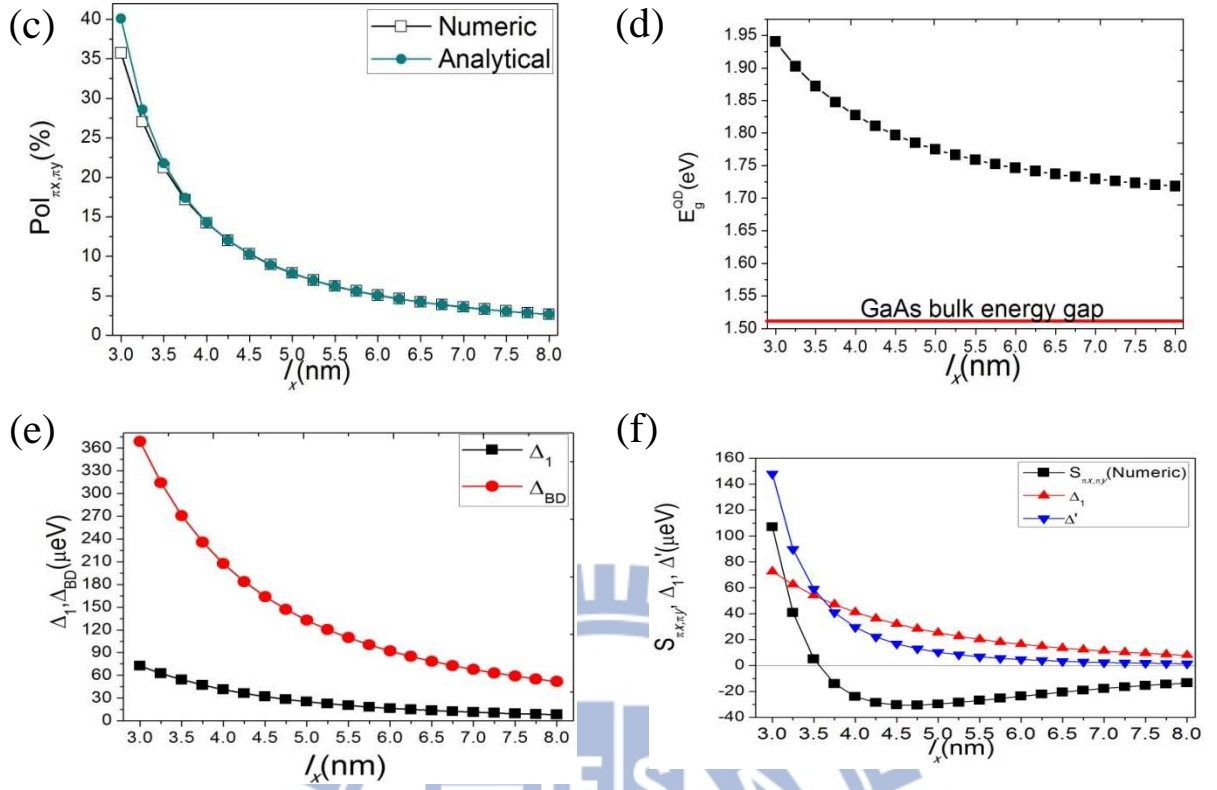 (c)
40
35
30
25
20
15
10
5
0
Pol πx,πy (%)
Numeric
Analytical
3.0 3.5 4.0 4.5 5.0 5.5 6.0 6.5 7.0 7.5 8.0
lx(nm)
(d)
1.95
1.90
1.85
1.80
1.75
1.70
1.65
1.60
1.55
1.50
EgQD(eV)
GaAs bulk energy gap
3.0 3.5 4.0 4.5 5.0 5.5 6.0 6.5 7.0 7.5 8.0
lx(nm)
(e)
360
330
300
270
240
210
180
150
120
90
60
30
0
Δ1,ΔBD(μeV)
Δ1
ΔBD
3.0 3.5 4.0 4.5 5.0 5.5 6.0 6.5 7.0 7.5 8.0
lx(nm)
(f)
160
140
120
100
80
60
40
20
0
-20
-40
Sπx,πy, Δ1, Δ'(μeV)
Sπx,πy(Numeric)
Δ1
Δ'
3.0 3.5 4.0 4.5 5.0 5.5 6.0 6.5 7.0 7.5 8.0
lx(nm)
E S